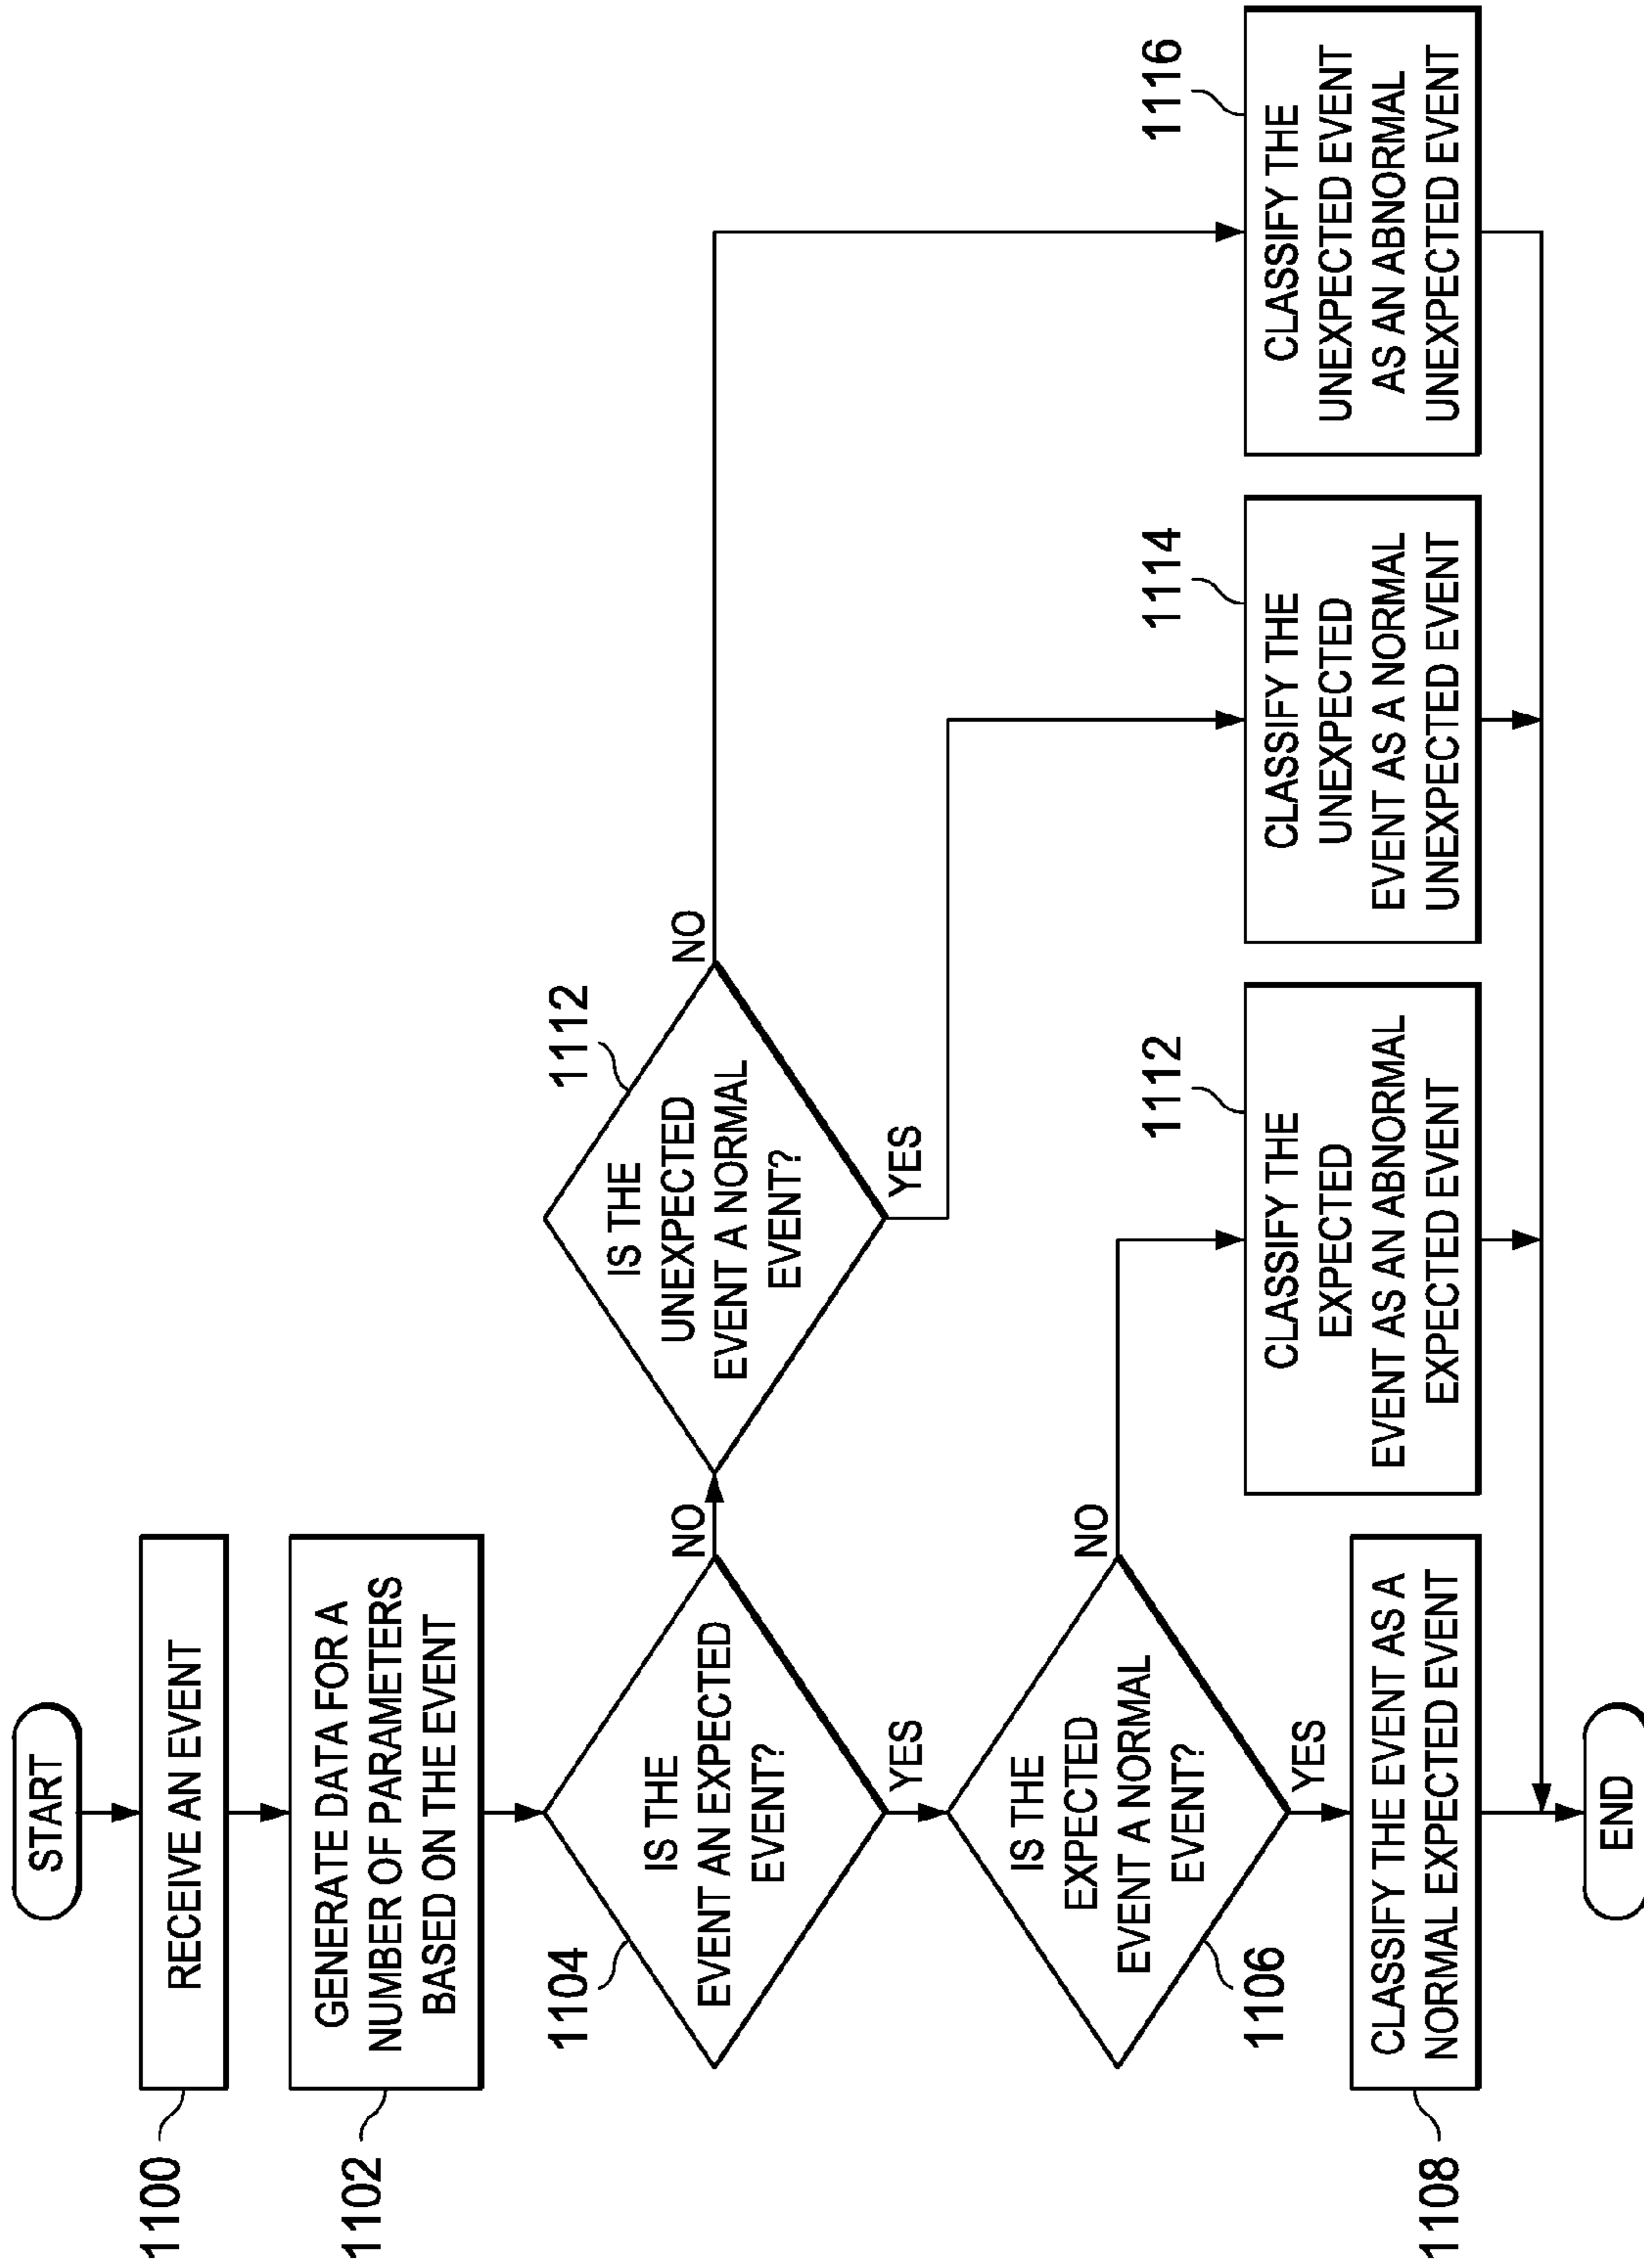 START
1100
RECEIVE AN EVENT
1102
GENERATE DATA FOR A
NUMBER OF PARAMETERS
BASED ON THE EVENT
1104
IS THE
EVENT AN EXPECTED
EVENT?
NO
YES
1112
IS THE
UNEXPECTED
EVENT A NORMAL
EVENT?
NO
YES
1106
IS THE
EXPECTED
EVENT A NORMAL
EVENT?
NO
YES
1108
CLASSIFY THE EVENT AS A
NORMAL EXPECTED EVENT
1112
CLASSIFY THE
EXPECTED
EVENT AS AN ABNORMAL
EXPECTED EVENT
1114
CLASSIFY THE
UNEXPECTED
EVENT AS A NORMAL
UNEXPECTED EVENT
1116
CLASSIFY THE
UNEXPECTED EVENT
AS AN ABNORMAL
UNEXPECTED EVENT
END